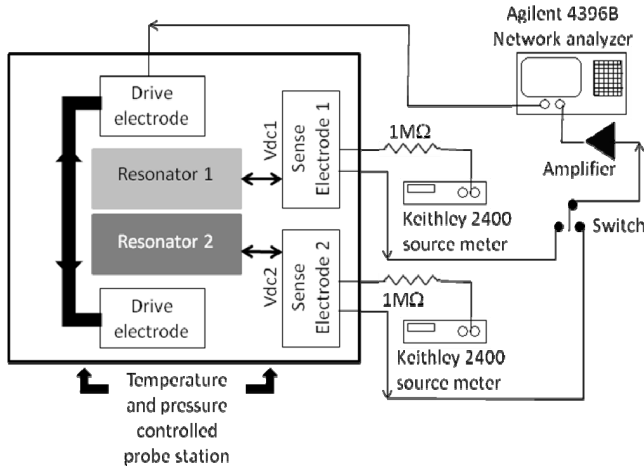 Agilent 4396B
Network analyzer
Drive
electrode
Vdc1
Sense
Electrode 1
1MΩ
Amplifier
Resonator 1
Keithley 2400
source meter
Switch
Resonator 2
Vdc2
Sense
Electrode 2
1MΩ
Drive
electrode
Keithley 2400
source meter
Temperature
and pressure
controlled
probe station